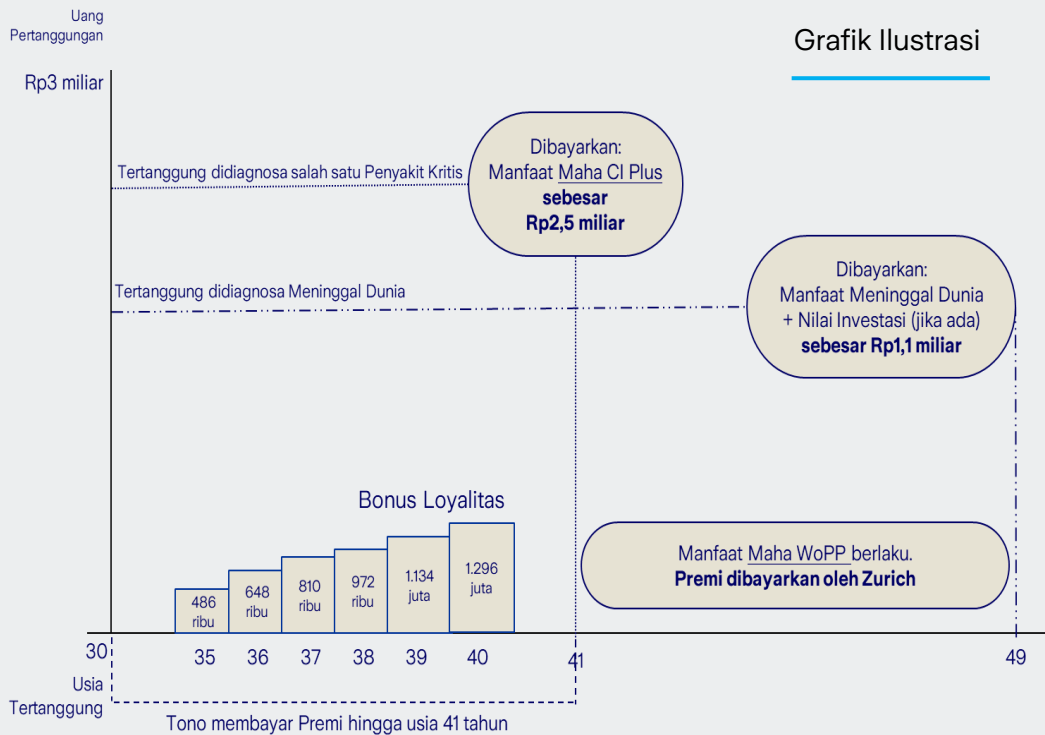 Uang
Pertanggungan
Grafik Ilustrasi
Rp3 miliar
Tertanggung didiagnosa salah satu Penyakit Kritis
Dibayarkan:
Manfaat Maha CI Plus
sebesar
Rp2,5 miliar
Tertanggung didiagnosa Meninggal Dunia
Dibayarkan:
Manfaat Meninggal Dunia
+ Nilai Investasi (jika ada)
sebesar Rp1,1 miliar
Bonus Loyalitas
486
ribu
648
ribu
810
ribu
972
ribu
1.134
juta
1.296
juta
Manfaat Maha WoPP berlaku.
Premi dibayarkan oleh Zurich
30
35
36
37
38
39
40
41
49
Usia
Tertanggung
Tono membayar Premi hingga usia 41 tahun